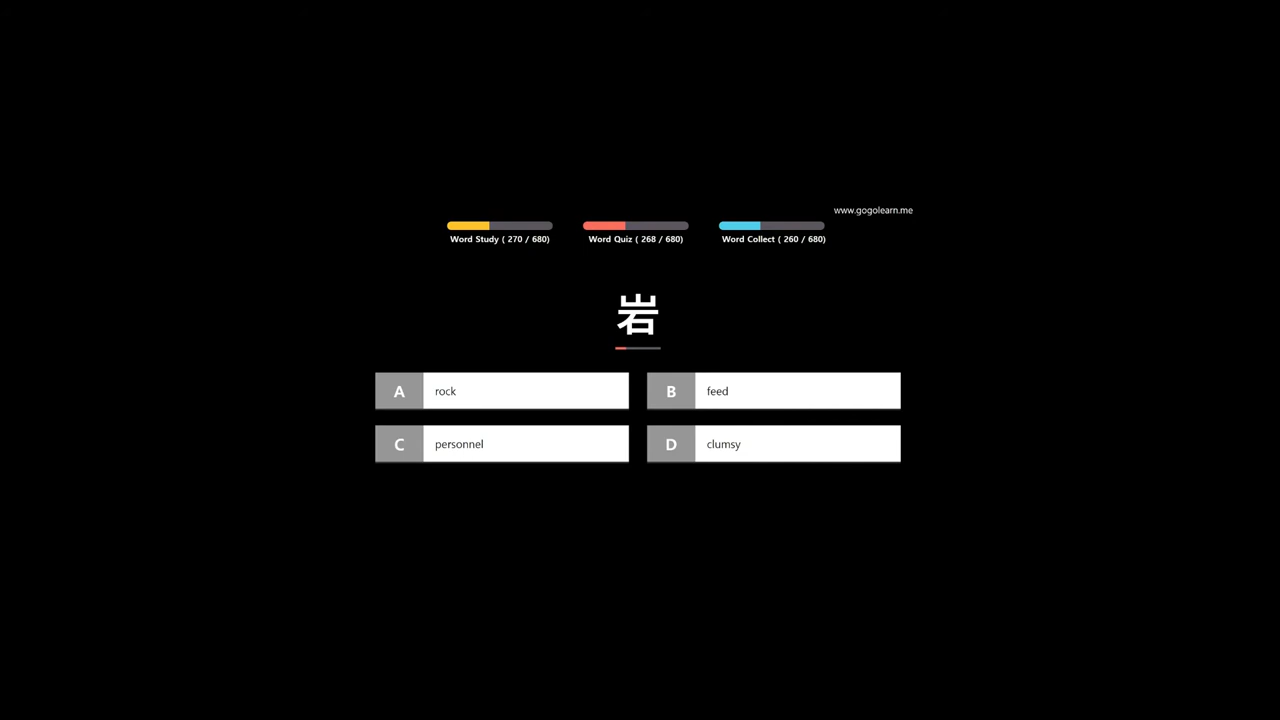 www.gogolearn.me
Word Study ( 270 / 680)
Word Quiz ( 268 / 680)
Word Collect ( 260 / 680)
岩
A rock
B feed
C personnel
D clumsy